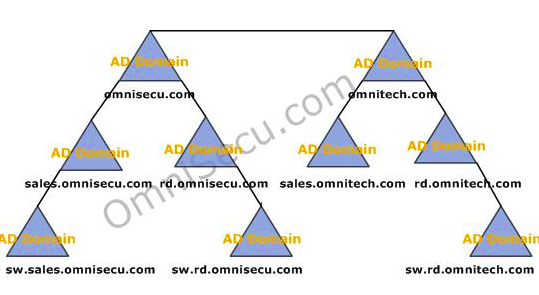 AD Domain AD Domain
omnisecu.com omnitech.com
AD Domain AD Domain AD Domain AD Domain
sales.omnisecu.com rd.omnisecu.com sales.omnitech.com rd.omnitech.com
AD Domain AD Domain AD Domain
sw.sales.omnisecu.com sw.rd.omnisecu.com sw.rd.omnitech.com
OmniSecu.com